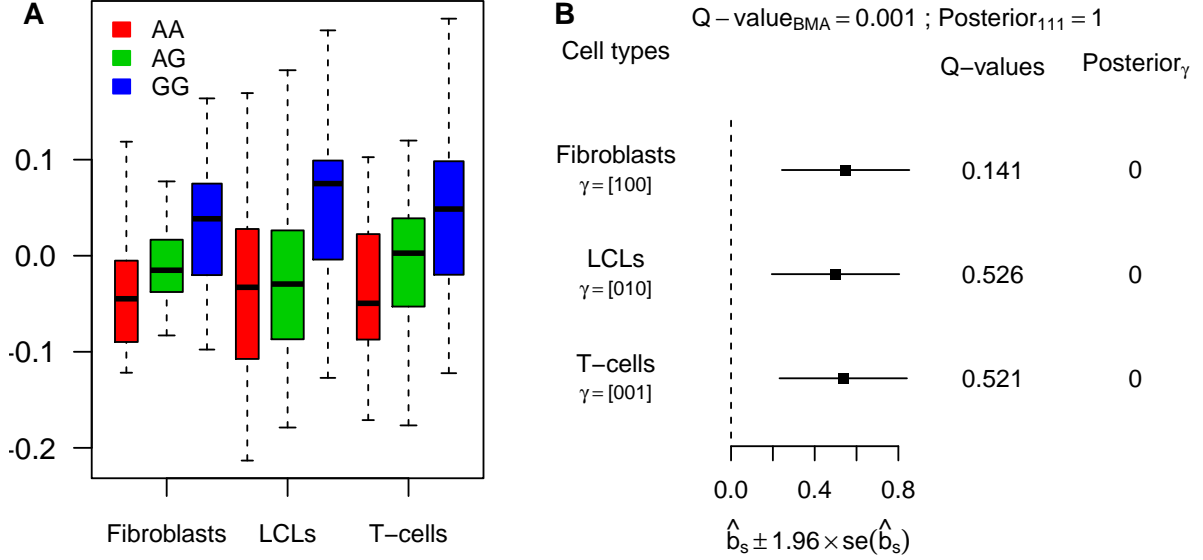 A
AA
AG
GG
0.1
0.0
-0.1
-0.2
Fibroblasts
LCLs
T−cells
B
Q−value_BMA = 0.001 ; Posterior_111 = 1
Cell types
Q−values
Posterior_γ
Fibroblasts
γ = [100]
0.141
0
LCLs
γ = [010]
0.526
0
T−cells
γ = [001]
0.521
0
0.0
0.4
0.8
b̂_s ± 1.96 × se(b̂_s)